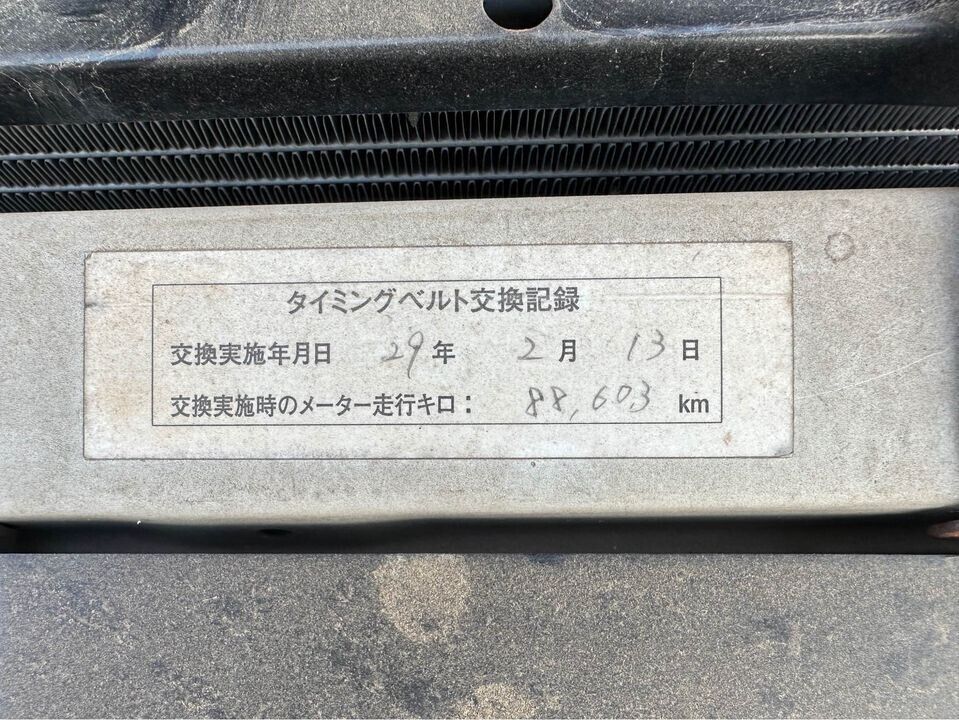 タイミングベルト交換記録
交換実施年月日 29年 2月 13日
交換実施時のメーター走行キロ： 88,603 km